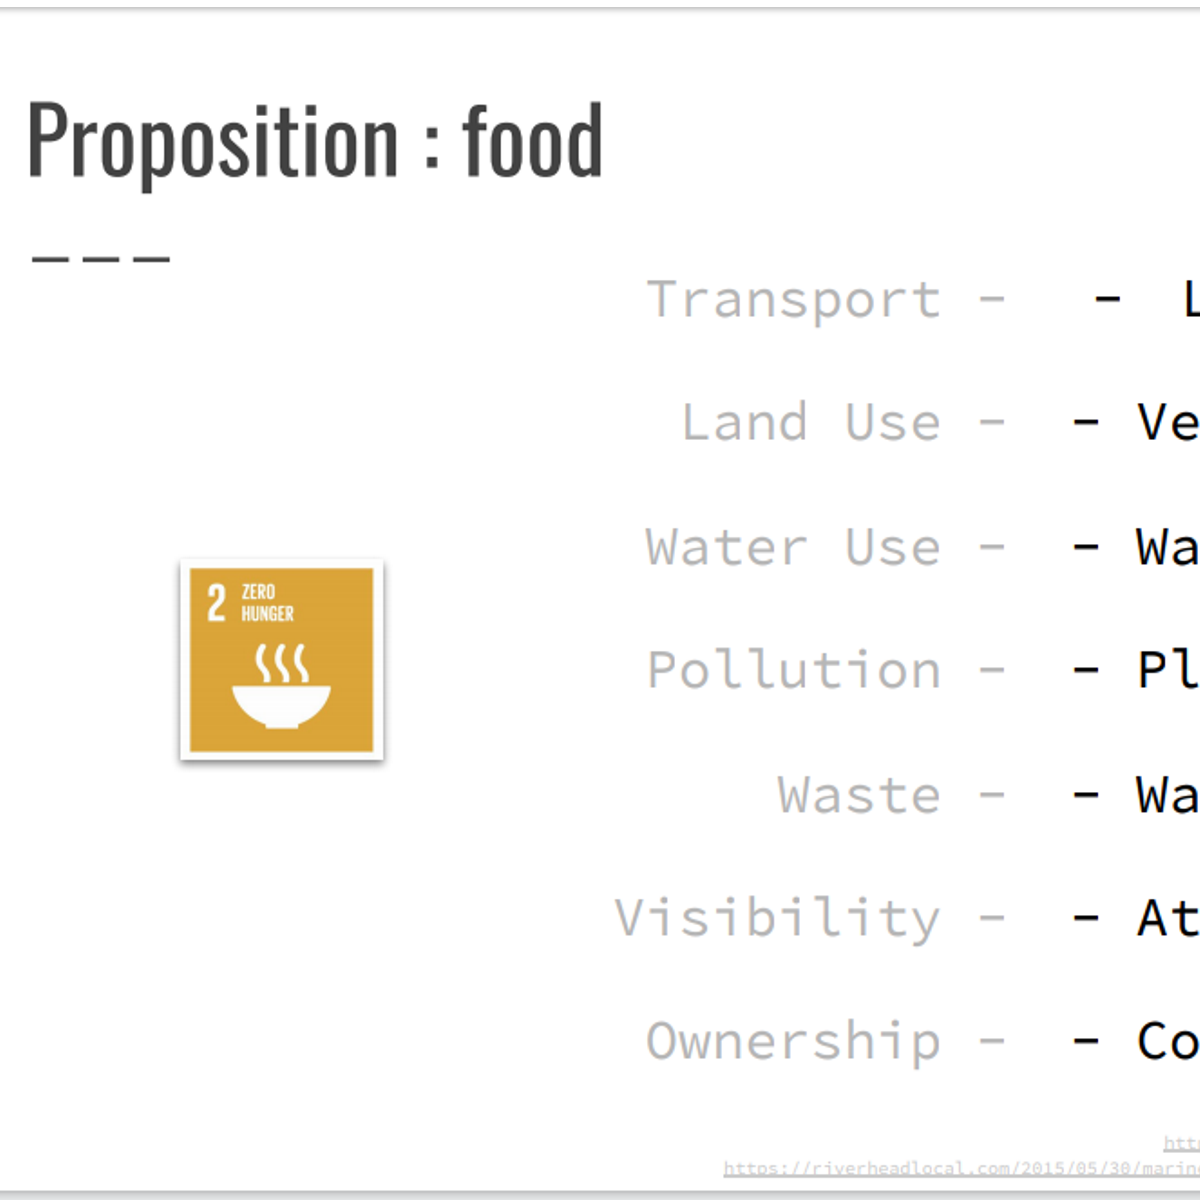 Proposition : food
———
Transport - - L
Land Use - - Ve
Water Use - - Wa
2 ZERO
HUNGER
Pollution - - Pl
Waste - - Wa
Visibility - - At
Ownership - - Co
htt
https://riverheadlocal.com/2015/05/30/marin